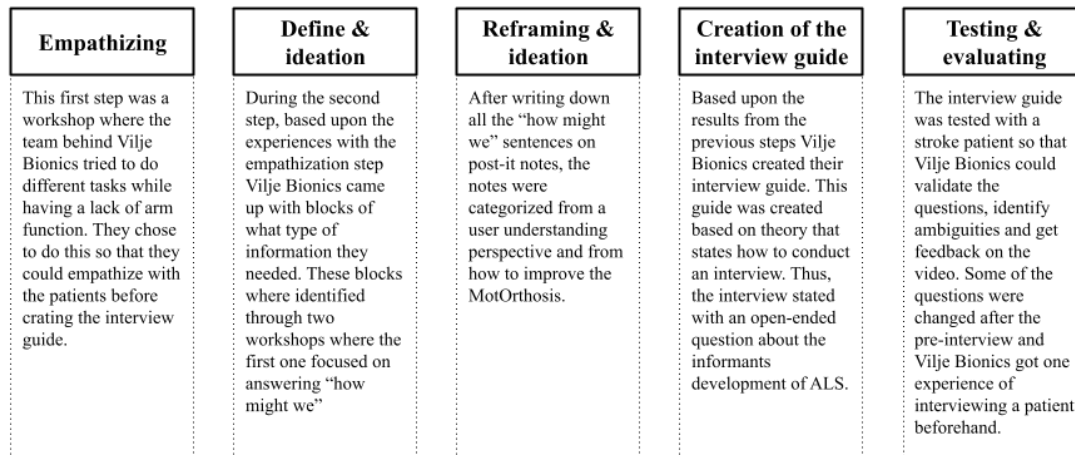 Empathizing
This first step was a
workshop where the
team behind Vilje
Bionics tried to do
different tasks while
having a lack of arm
function. They chose
to do this so that they
could empathize with
the patients before
crating the interview
guide.
Define &
ideation
During the second
step, based upon the
experiences with the
empathization step
Vilje Bionics came
up with blocks of
what type of
information they
needed. These blocks
where identified
through two
workshops where the
first one focused on
answering “how
might we”
Reframing &
ideation
After writing down
all the “how might
we” sentences on
post-it notes, the
notes were
categorized from a
user understanding
perspective and from
how to improve the
MotOrthosis.
Creation of the
interview guide
Based upon the
results from the
previous steps Vilje
Bionics created their
interview guide. This
guide was created
based on theory that
states how to conduct
an interview. Thus,
the interview stated
with an open-ended
question about the
informants
development of ALS.
Testing &
evaluating
The interview guide
was tested with a
stroke patient so that
Vilje Bionics could
validate the
questions, identify
ambiguities and get
feedback on the
video. Some of the
questions were
changed after the
pre-interview and
Vilje Bionics got one
experience of
interviewing a patient
beforehand.